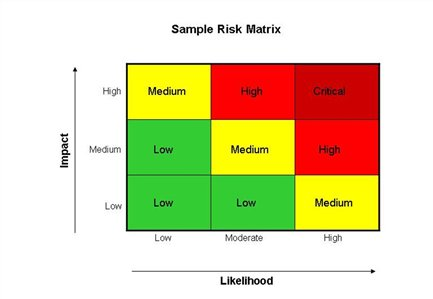 Sample Risk Matrix
Impact
High
Medium
High
Critical
Medium
Low
Medium
High
Low
Low
Low
Medium
Low
Moderate
High
Likelihood